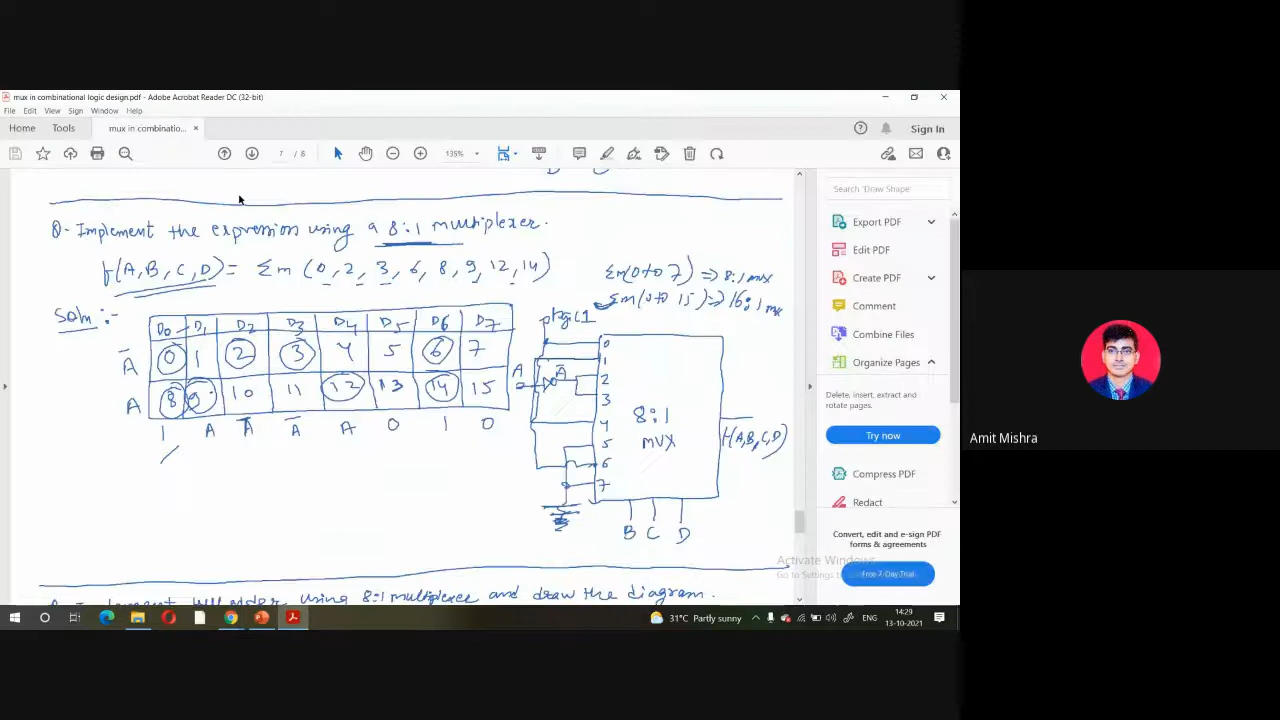 mux in combinational logic design.pdf - Adobe Acrobat Reader DC (32-bit)
File Edit View Sign Window Help
Home Tools mux in combinatio... × Sign In
7 / 8 135%
Search 'Draw Shape'
Q- Implement the expression using a 8:1 multiplexer.
f(A,B,C,D)= Σm (0,2,3,6,8,9,12,14)
Σm(0 to 7) => 8:1 mux
Σm(0 to 15) => 16:1 mux
Soln :-
D0 D1 D2 D3 D4 D5 D6 D7
Ā 0 1 2 3 4 5 6 7
A 8 9 10 11 12 13 14 15
1 A Ā Ā A 0 1 0
logic 1
A Ā
0
1
2
3
4
5
6
7
8:1
MUX
f(A,B,C,D)
B C D
using 8:1 multiplexer and draw the diagram.
Export PDF
Edit PDF
Create PDF
Comment
Combine Files
Organize Pages
Delete, insert, extract and
rotate pages.
Try now
Compress PDF
Redact
Convert, edit and e-sign PDF
forms & agreements
Free 7-Day Trial
Activate Windows
Go to Settings to
31°C Partly sunny ENG 14:29
13-10-2021
Amit Mishra